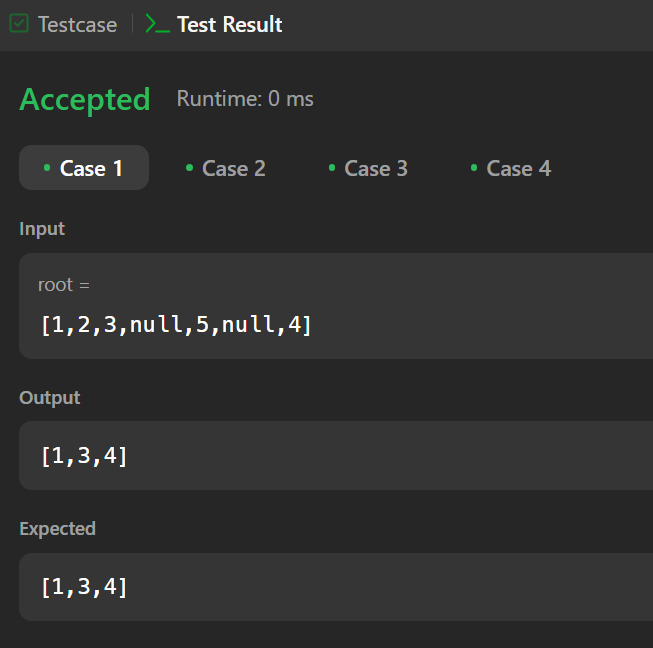 Testcase Test Result
Accepted Runtime: 0 ms
Case 1 Case 2 Case 3 Case 4
Input
root =
[1,2,3,null,5,null,4]
Output
[1,3,4]
Expected
[1,3,4]